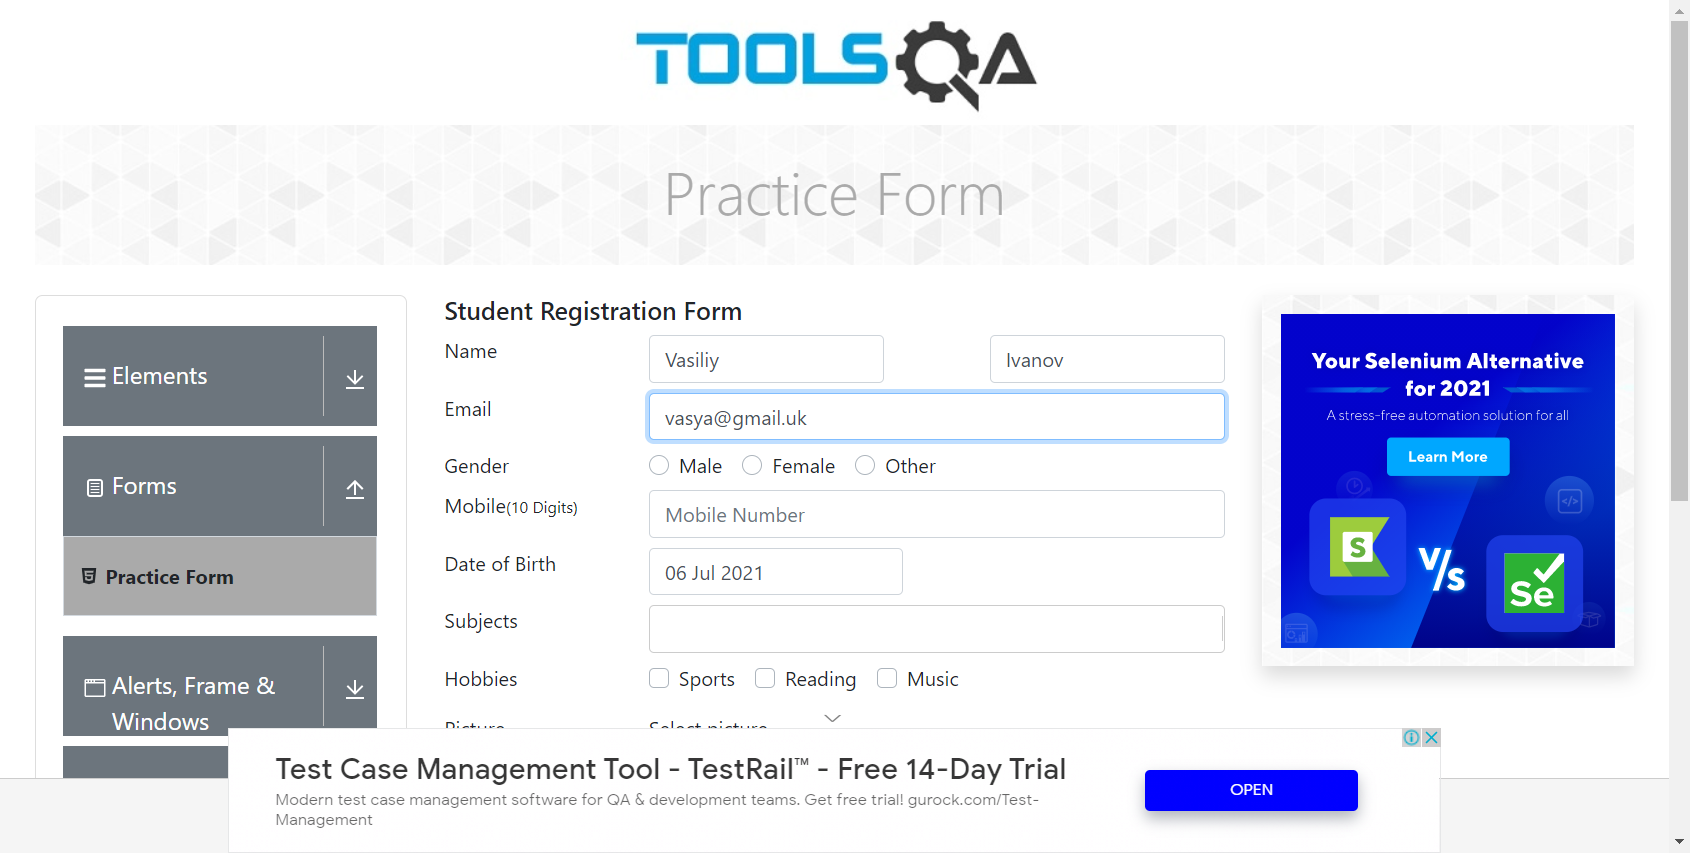 TOOLSQA
Practice Form
Elements
Forms
Practice Form
Alerts, Frame &
Windows
Student Registration Form
Name
Vasiliy
Ivanov
Email
vasya@gmail.uk
Gender
Male
Female
Other
Mobile(10 Digits)
Mobile Number
Date of Birth
06 Jul 2021
Subjects
Hobbies
Sports
Reading
Music
Picture
Select picture
Your Selenium Alternative
for 2021
A stress-free automation solution for all
Learn More
S
V/s
Se
Test Case Management Tool - TestRail™ - Free 14-Day Trial
Modern test case management software for QA & development teams. Get free trial! gurock.com/Test-
Management
OPEN